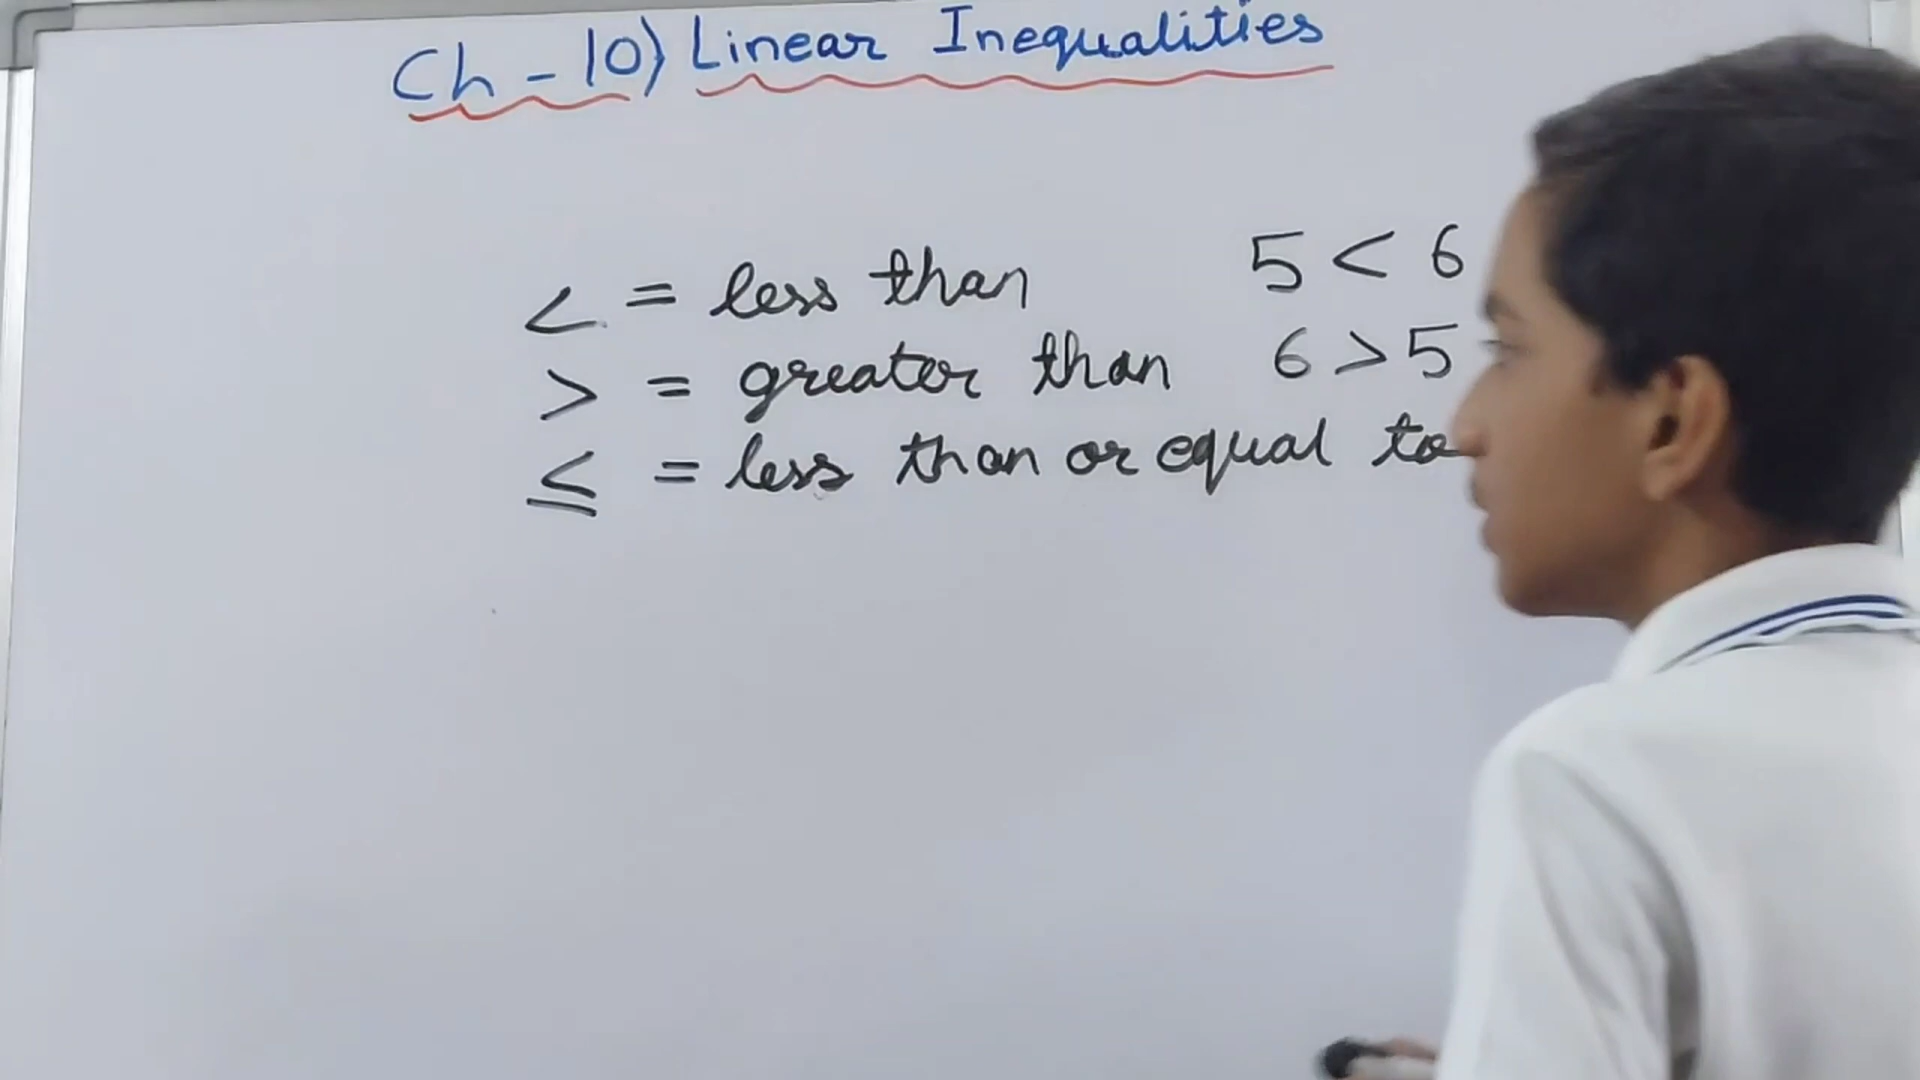 Ch - 10) Linear Inequalities
< = less than 5 < 6
> = greater than 6 > 5
≤ = less than or equal to